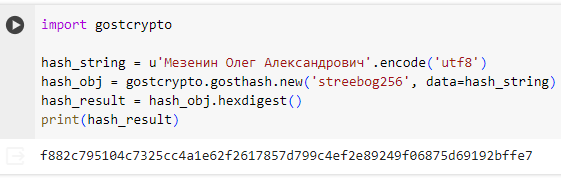 import gostcrypto
hash_string = u'Мезенин Олег Александрович'.encode('utf8')
hash_obj = gostcrypto.gosthash.new('streebog256', data=hash_string)
hash_result = hash_obj.hexdigest()
print(hash_result)
f882c795104c7325cc4a1e62f2617857d799c4ef2e89249f06875d69192bffe7